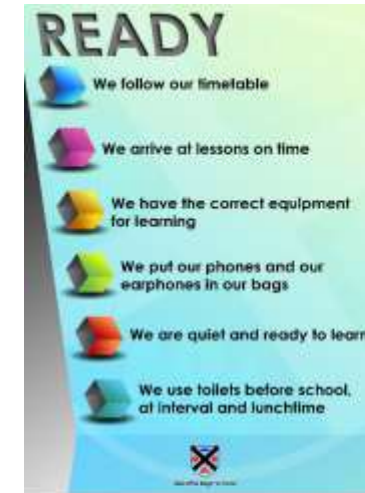 READY
We follow our timetable
We arrive at lessons on time
We have the correct equipment
for learning
We put our phones and our
earphones in our bags
We are quiet and ready to learn
We use toilets before school,
at interval and lunchtime